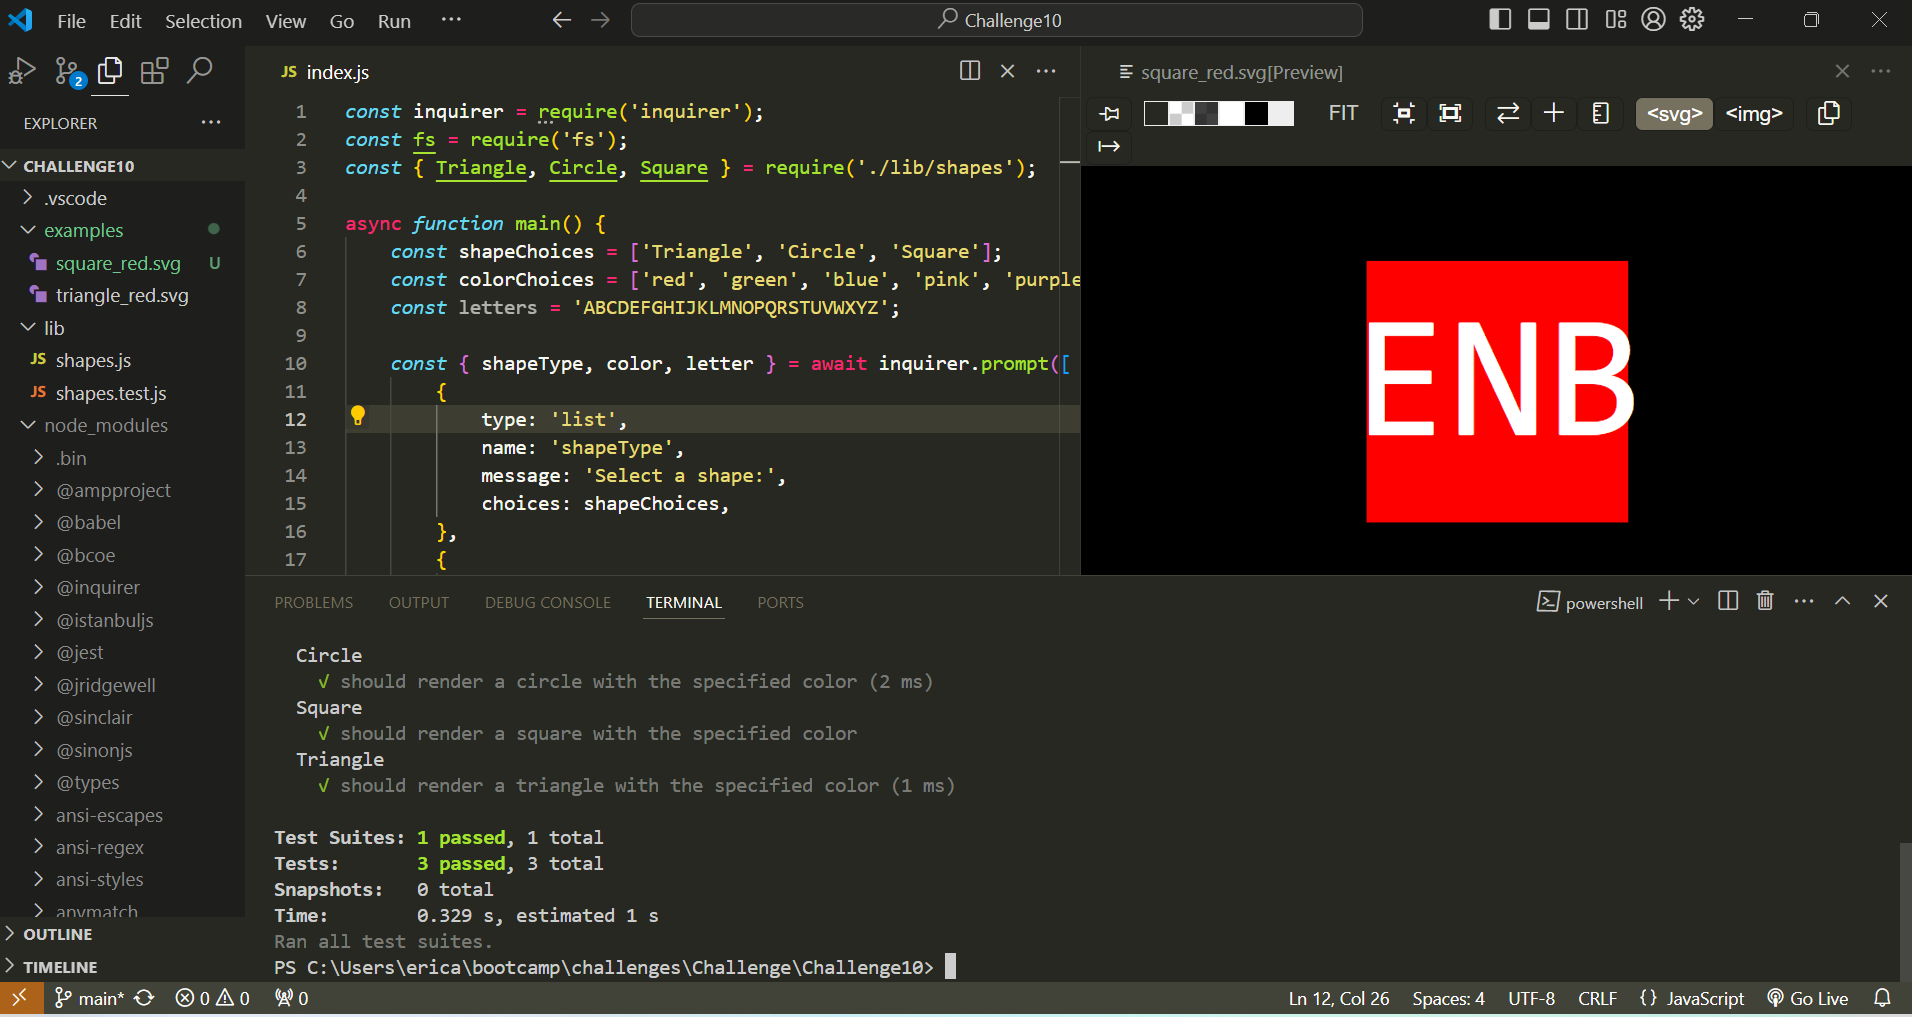 File Edit Selection View Go Run ··· Challenge10
2
EXPLORER ···
CHALLENGE10
.vscode
examples
square_red.svg U
triangle_red.svg
lib
JS shapes.js
JS shapes.test.js
node_modules
.bin
@ampproject
@babel
@bcoe
@inquirer
@istanbuljs
@jest
@jridgewell
@sinclair
@sinonjs
@types
ansi-escapes
ansi-regex
ansi-styles
anymatch
OUTLINE
TIMELINE
JS index.js
1 const inquirer = require('inquirer');
2 const fs = require('fs');
3 const { Triangle, Circle, Square } = require('./lib/shapes');
4
5 async function main() {
6 const shapeChoices = ['Triangle', 'Circle', 'Square'];
7 const colorChoices = ['red', 'green', 'blue', 'pink', 'purple
8 const letters = 'ABCDEFGHIJKLMNOPQRSTUVWXYZ';
9
10 const { shapeType, color, letter } = await inquirer.prompt([
11 {
12 type: 'list',
13 name: 'shapeType',
14 message: 'Select a shape:',
15 choices: shapeChoices,
16 },
17 {
square_red.svg[Preview]
FIT <svg> <img>
ENB
PROBLEMS OUTPUT DEBUG CONSOLE TERMINAL PORTS powershell
Circle
√ should render a circle with the specified color (2 ms)
Square
√ should render a square with the specified color
Triangle
√ should render a triangle with the specified color (1 ms)
Test Suites: 1 passed, 1 total
Tests: 3 passed, 3 total
Snapshots: 0 total
Time: 0.329 s, estimated 1 s
Ran all test suites.
PS C:\Users\erica\bootcamp\challenges\Challenge\Challenge10>
main* 0 0 0 Ln 12, Col 26 Spaces: 4 UTF-8 CRLF {} JavaScript Go Live